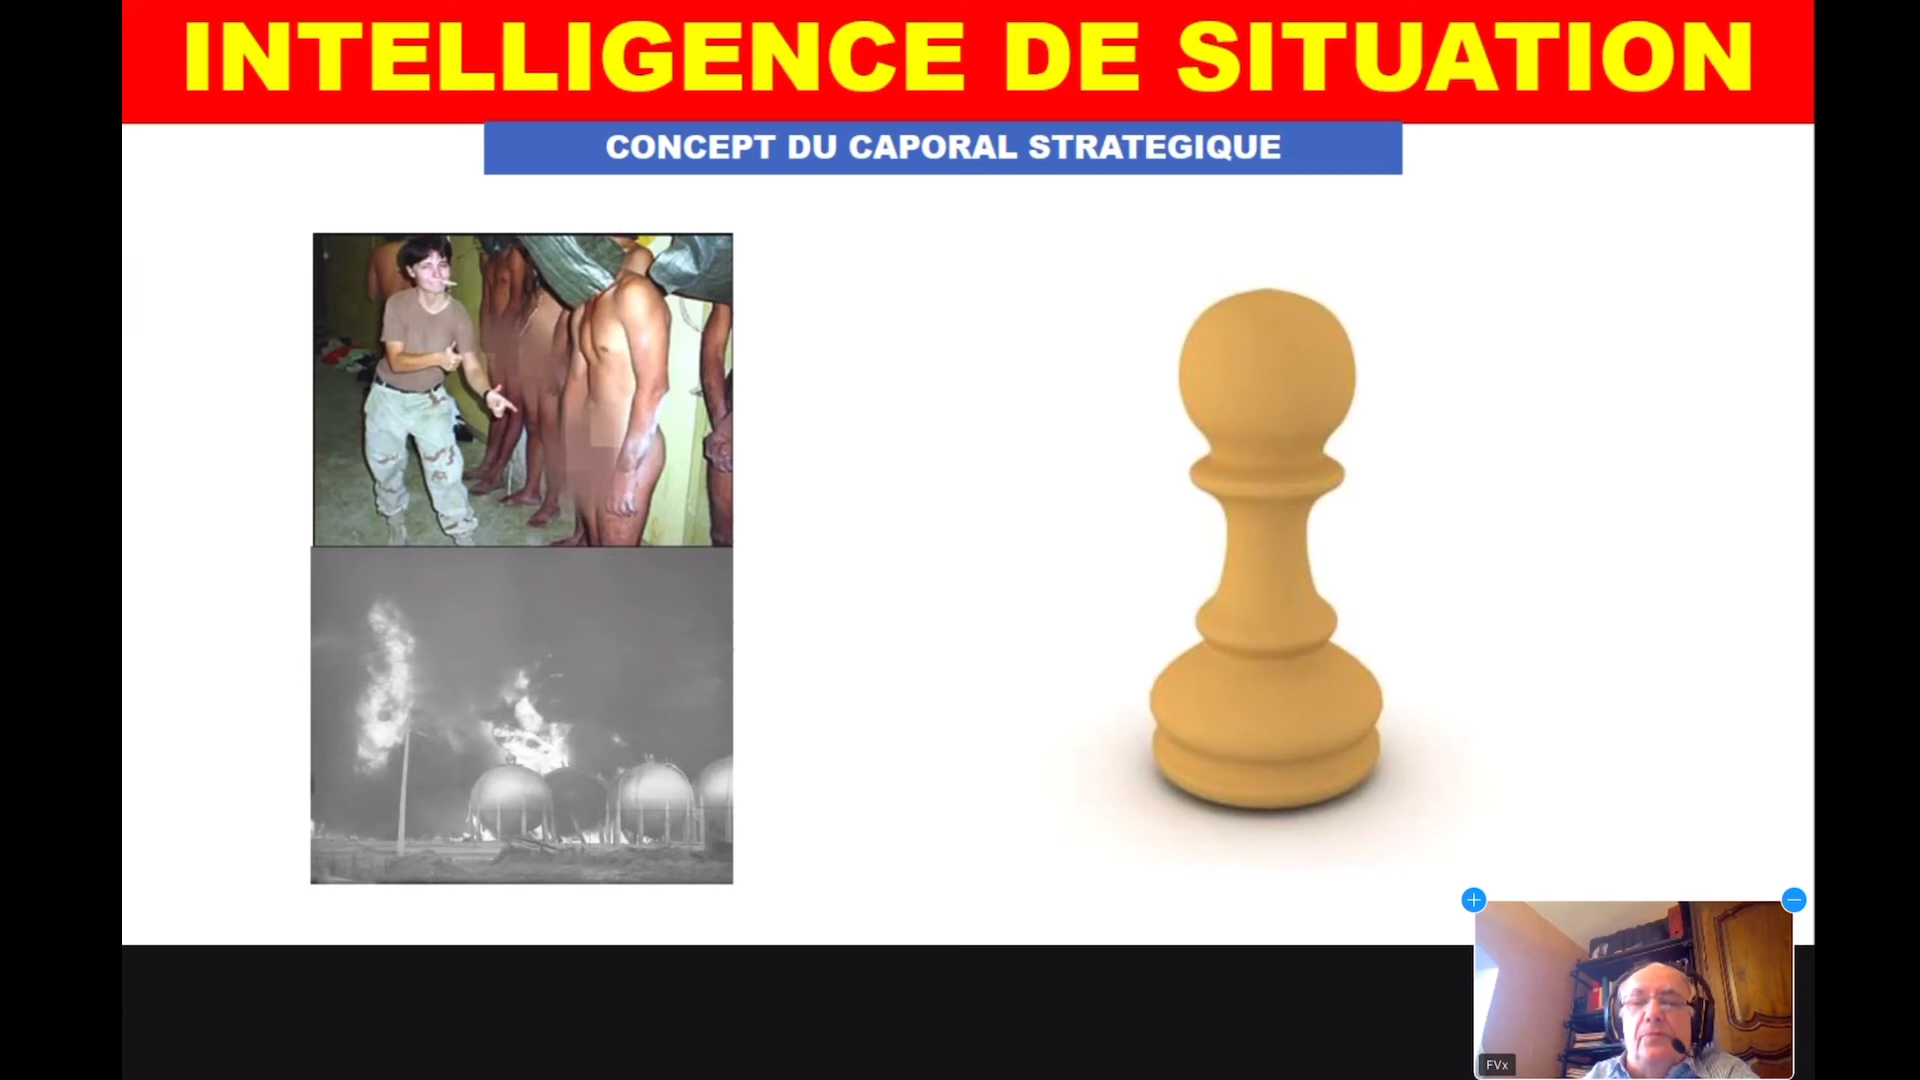 INTELLIGENCE DE SITUATION
CONCEPT DU CAPORAL STRATEGIQUE
FVx